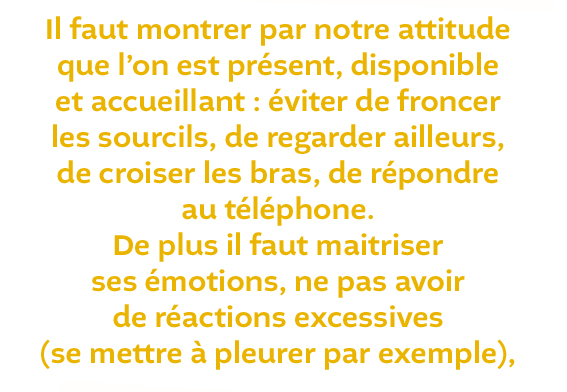 Il faut montrer par notre attitude
que l’on est présent, disponible
et accueillant : éviter de froncer
les sourcils, de regarder ailleurs,
de croiser les bras, de répondre
au téléphone.
De plus il faut maitriser
ses émotions, ne pas avoir
de réactions excessives
(se mettre à pleurer par exemple),